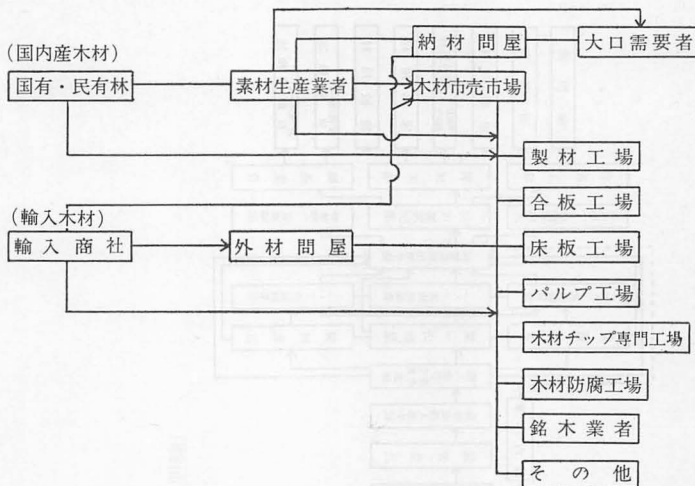 納材問屋
大口需要者
(国内産木材)
国有・民有林
素材生産業者
木材市売市場
製材工場
合板工場
(輸入木材)
輸入商社
外材問屋
床板工場
パルプ工場
木材チップ専門工場
木材防腐工場
銘木業者
その他